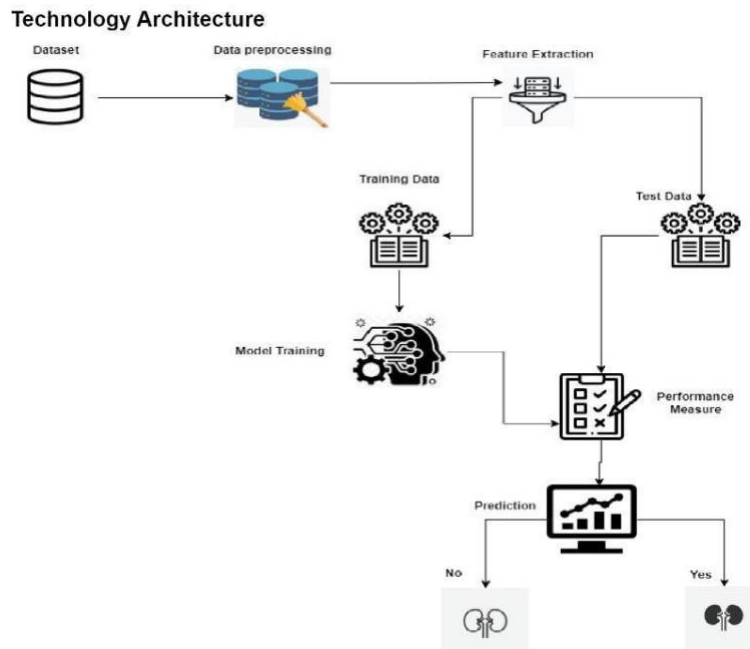 Technology Architecture
Dataset
Data preprocessing
Feature Extraction
Training Data
Test Data
Model Training
Performance
Measure
Prediction
No
Yes